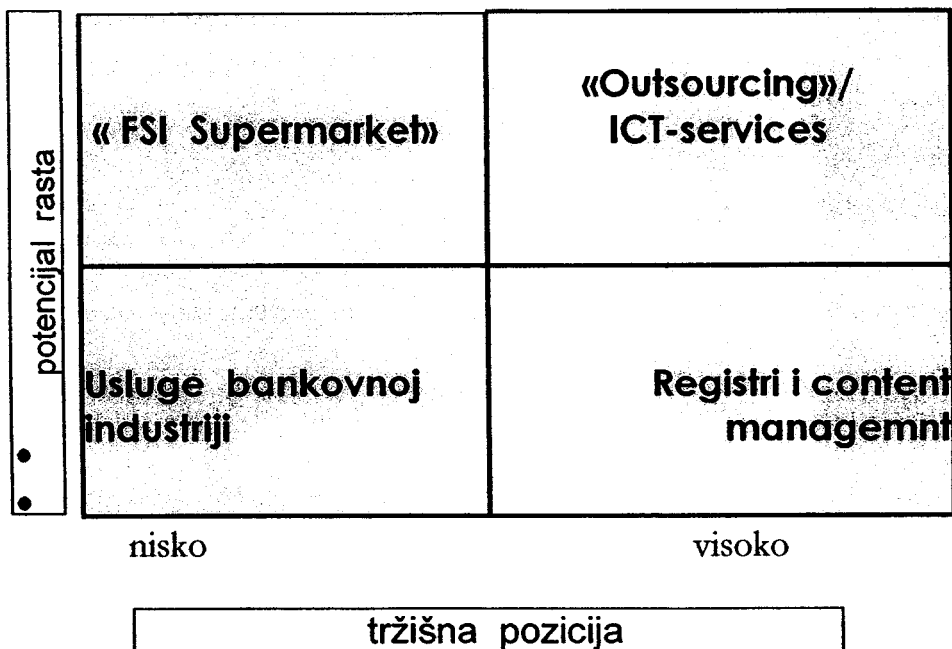 potencijal rasta
« FSI Supermarket»
«Outsourcing»/
ICT-services
Usluge bankovnoj
industriji
Registri i content
managemnt
nisko
visoko
tržišna pozicija